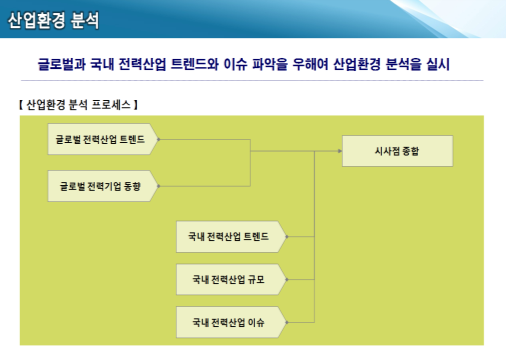 산업환경 분석
글로벌과 국내 전력산업 트렌드와 이슈 파악을 우해여 산업환경 분석을 실시
[ 산업환경 분석 프로세스 ]
글로벌 전력산업 트렌드
시사점 종합
글로벌 전력기업 동향
국내 전력산업 트렌드
국내 전력산업 규모
국내 전력산업 이슈